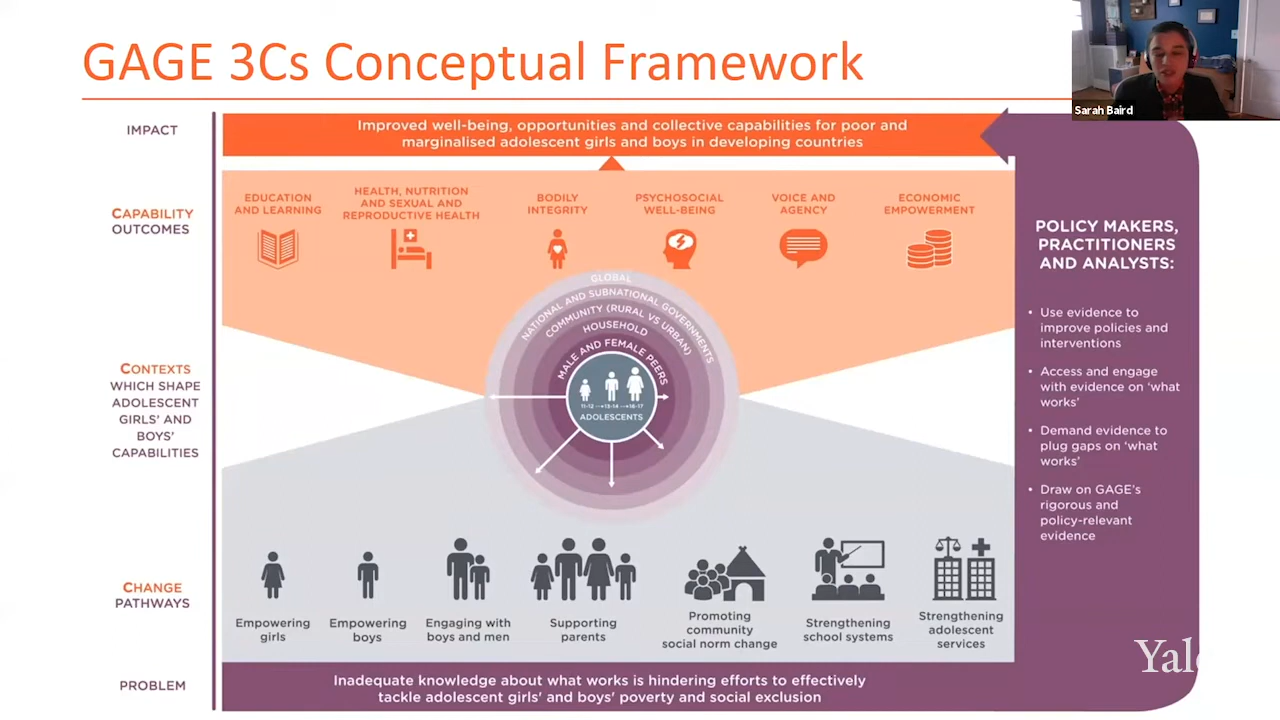 GAGE 3Cs Conceptual Framework
Sarah Baird
IMPACT
Improved well-being, opportunities and collective capabilities for poor and
marginalised adolescent girls and boys in developing countries
CAPABILITY
OUTCOMES
EDUCATION
AND LEARNING
HEALTH, NUTRITION
AND SEXUAL AND
REPRODUCTIVE HEALTH
BODILY
INTEGRITY
PSYCHOSOCIAL
WELL-BEING
VOICE AND
AGENCY
ECONOMIC
EMPOWERMENT
POLICY MAKERS,
PRACTITIONERS
AND ANALYSTS:
• Use evidence to
improve policies and
interventions
• Access and engage
with evidence on ‘what
works’
• Demand evidence to
plug gaps on ‘what
works’
• Draw on GAGE’s
rigorous and
policy-relevant
evidence
CONTEXTS
WHICH SHAPE
ADOLESCENT
GIRLS’ AND
BOYS’
CAPABILITIES
GLOBAL
NATIONAL AND SUBNATIONAL GOVERNMENTS
COMMUNITY (RURAL VS URBAN)
HOUSEHOLD
MALE AND FEMALE PEERS
11-12 → 13-14 → 16-17
ADOLESCENTS
CHANGE
PATHWAYS
Empowering
girls
Empowering
boys
Engaging with
boys and men
Supporting
parents
Promoting
community
social norm change
Strengthening
school systems
Strengthening
adolescent
services
Yale
PROBLEM
Inadequate knowledge about what works is hindering efforts to effectively
tackle adolescent girls' and boys' poverty and social exclusion